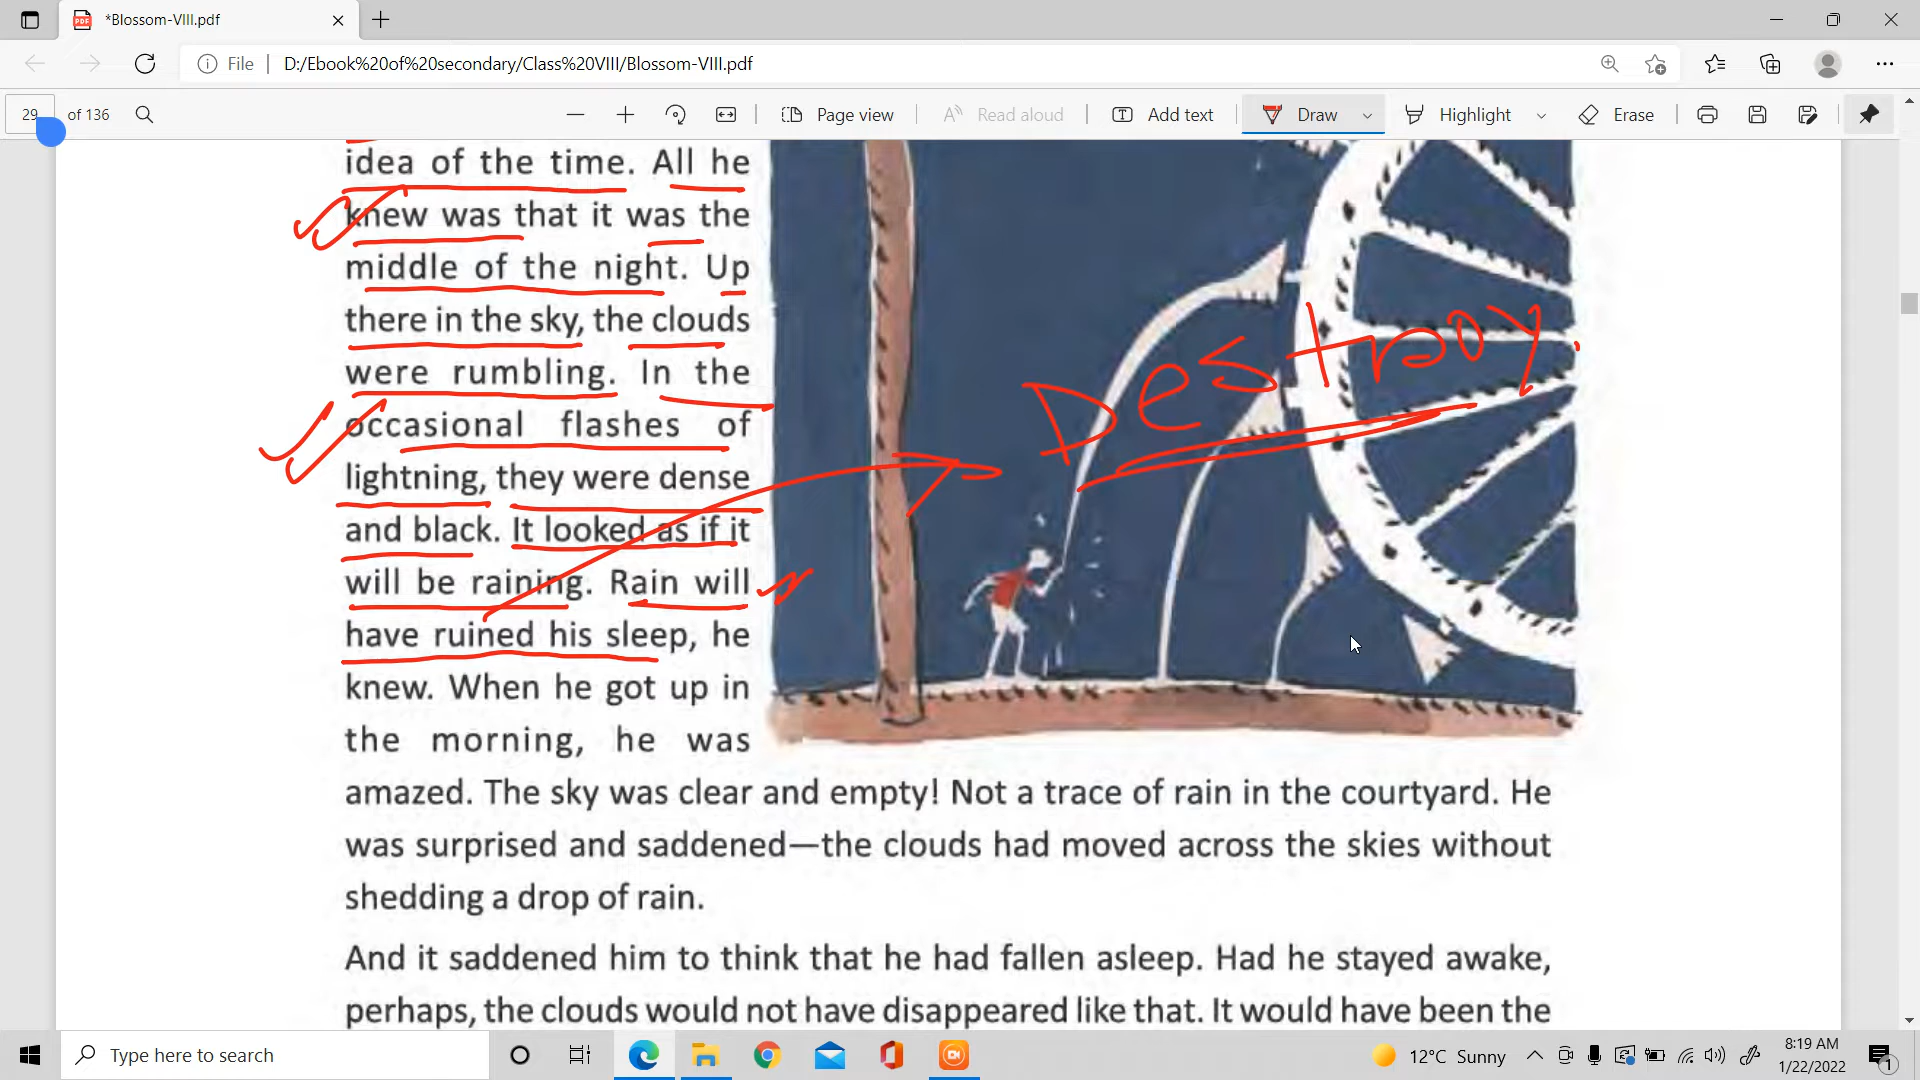 *Blossom-VIII.pdf
File D:/Ebook%20of%20secondary/Class%20VIII/Blossom-VIII.pdf
29 of 136 Page view Read aloud Add text Draw Highlight Erase
idea of the time. All he
knew was that it was the
middle of the night. Up
there in the sky, the clouds
were rumbling. In the
occasional flashes of
lightning, they were dense
and black. It looked as if it
will be raining. Rain will
have ruined his sleep, he
knew. When he got up in
the morning, he was
Destroy.
amazed. The sky was clear and empty! Not a trace of rain in the courtyard. He
was surprised and saddened—the clouds had moved across the skies without
shedding a drop of rain.
And it saddened him to think that he had fallen asleep. Had he stayed awake,
perhaps, the clouds would not have disappeared like that. It would have been the
Type here to search
12°C Sunny
8:19 AM
1/22/2022
1